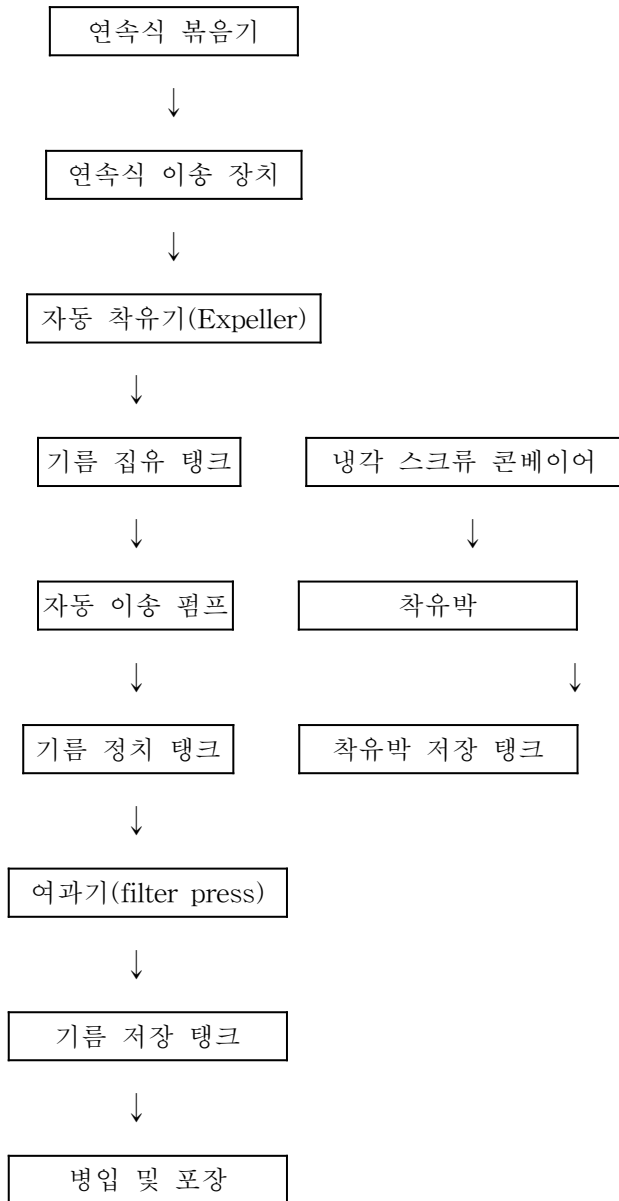 연속식 볶음기
↓
연속식 이송 장치
↓
자동 착유기(Expeller)
↓
기름 집유 탱크 냉각 스크류 콘베이어
↓ ↓
자동 이송 펌프 착유박
↓ ↓
기름 정치 탱크 착유박 저장 탱크
↓
여과기(filter press)
↓
기름 저장 탱크
↓
병입 및 포장